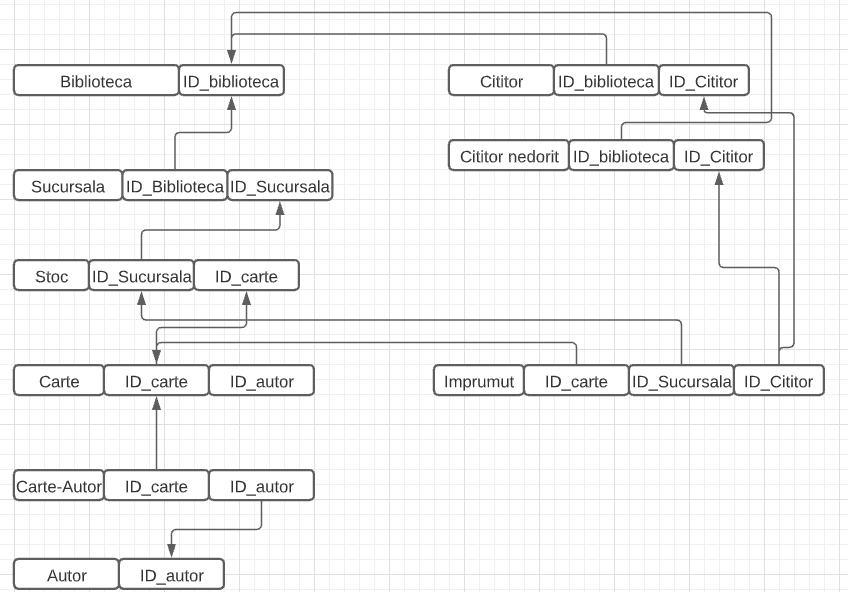 Biblioteca ID_biblioteca
Cititor ID_biblioteca ID_Cititor
Cititor nedorit ID_biblioteca ID_Cititor
Sucursala ID_Biblioteca ID_Sucursala
Stoc ID_Sucursala ID_carte
Carte ID_carte ID_autor
Imprumut ID_carte ID_Sucursala ID_Cititor
Carte-Autor ID_carte ID_autor
Autor ID_autor